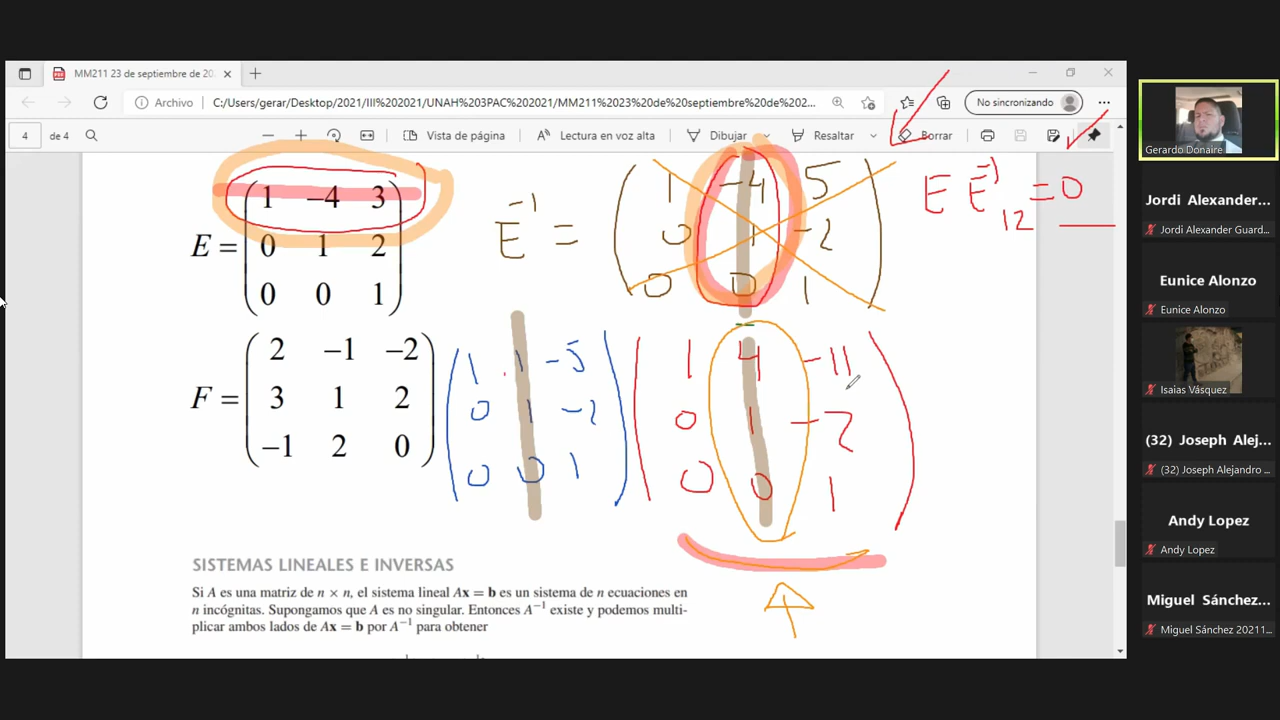 MM211 23 de septiembre de 20
Archivo C:/Users/gerar/Desktop/2021/III%202021/UNAH%203PAC%202021/MM211%2023%20de%20septiembre%20de%202... No sincronizando
4 de 4 Vista de página Lectura en voz alta Dibujar Resaltar Borrar
E = ( 1 −4 3
0 1 2
0 0 1 )
E⁻¹ = ( 1 −4 5
0 1 −2
0 0 1 )
E E⁻¹₁₂ = 0
F = ( 2 −1 −2
3 1 2
−1 2 0 )
( 1 1 −5
0 1 −2
0 0 1 )
( 1 4 −11
0 1 −2
0 0 1 )
SISTEMAS LINEALES E INVERSAS
Si A es una matriz de n × n, el sistema lineal Ax = b es un sistema de n ecuaciones en
n incógnitas. Supongamos que A es no singular. Entonces A⁻¹ existe y podemos multi-
plicar ambos lados de Ax = b por A⁻¹ para obtener
Gerardo Donaire
Jordi Alexander...
Jordi Alexander Guard...
Eunice Alonzo
Eunice Alonzo
Isaias Vásquez
(32) Joseph Alej...
(32) Joseph Alejandro
Andy Lopez
Andy Lopez
Miguel Sánchez...
Miguel Sánchez 20211...